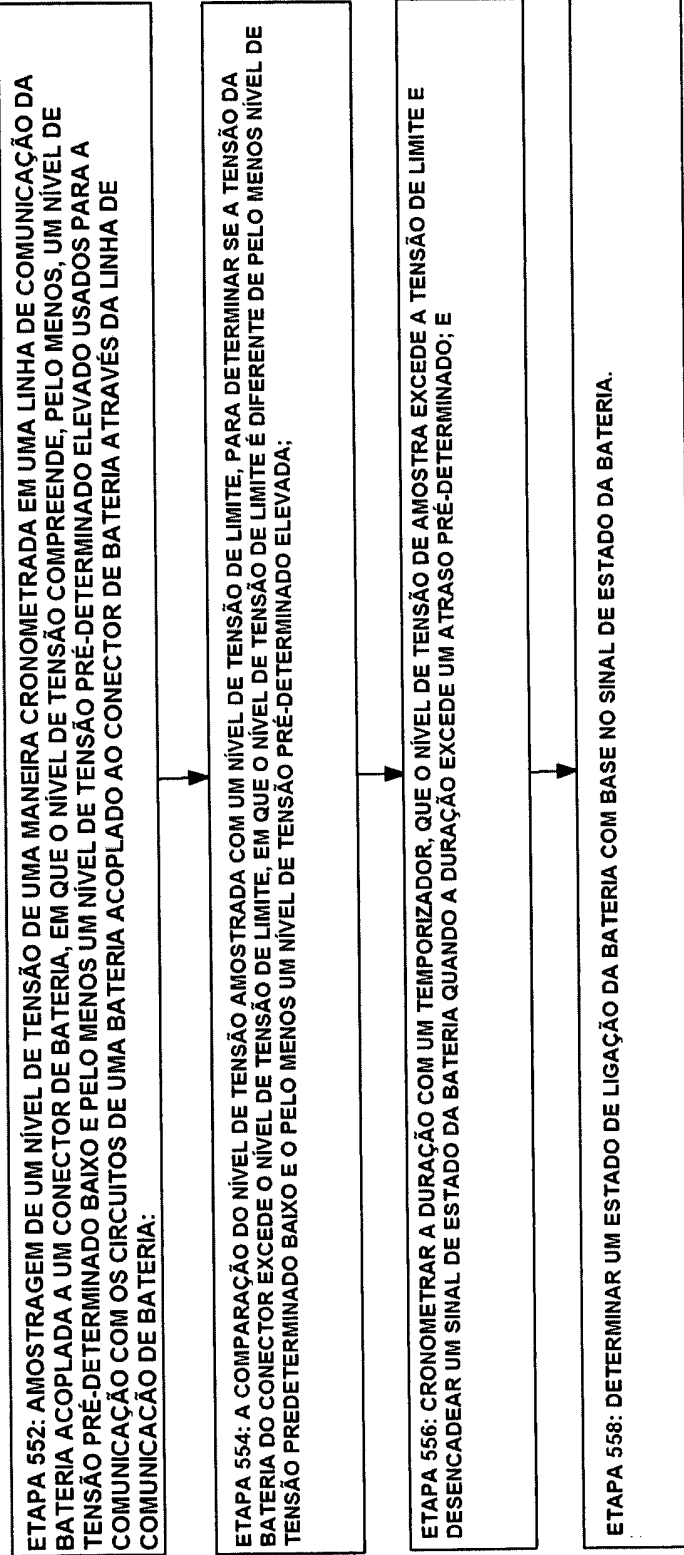 ETAPA 552: AMOSTRAGEM DE UM NÍVEL DE TENSÃO DE UMA MANEIRA CRONOMETRADA EM UMA LINHA DE COMUNICAÇÃO DA
BATERIA ACOPLADA A UM CONECTOR DE BATERIA, EM QUE O NÍVEL DE TENSÃO COMPREENDE, PELO MENOS, UM NÍVEL DE
TENSÃO PRÉ-DETERMINADO BAIXO E PELO MENOS UM NÍVEL DE TENSÃO PRÉ-DETERMINADO ELEVADO USADOS PARA A
COMUNICAÇÃO COM OS CIRCUITOS DE UMA BATERIA ACOPLADO AO CONECTOR DE BATERIA ATRAVÉS DA LINHA DE
COMUNICAÇÃO DE BATERIA:
ETAPA 554: A COMPARAÇÃO DO NÍVEL DE TENSÃO AMOSTRADA COM UM NÍVEL DE TENSÃO DE LIMITE, PARA DETERMINAR SE A TENSÃO DA
BATERIA DO CONECTOR EXCEDE O NÍVEL DE TENSÃO DE LIMITE, EM QUE O NÍVEL DE TENSÃO DE LIMITE É DIFERENTE DE PELO MENOS NÍVEL DE
TENSÃO PREDETERMINADO BAIXO E O PELO MENOS UM NÍVEL DE TENSÃO PRÉ-DETERMINADO ELEVADA;
ETAPA 556: CRONOMETRAR A DURAÇÃO COM UM TEMPORIZADOR, QUE O NÍVEL DE TENSÃO DE AMOSTRA EXCEDE A TENSÃO DE LIMITE E
DESENCADEAR UM SINAL DE ESTADO DA BATERIA QUANDO A DURAÇÃO EXCEDE UM ATRASO PRÉ-DETERMINADO; E
ETAPA 558: DETERMINAR UM ESTADO DE LIGAÇÃO DA BATERIA COM BASE NO SINAL DE ESTADO DA BATERIA.